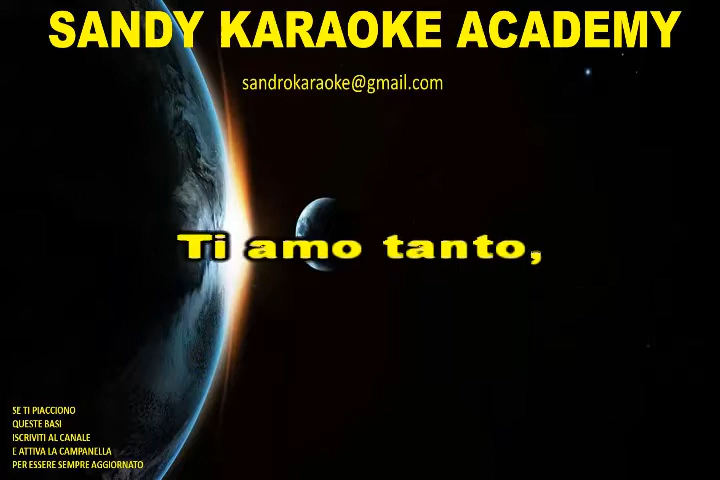 SANDY KARAOKE ACADEMY
sandrokaraoke@gmail.com
Ti amo tanto,
SE TI PIACCIONO
QUESTE BASI
ISCRIVITI AL CANALE
E ATTIVA LA CAMPANELLA
PER ESSERE SEMPRE AGGIORNATO